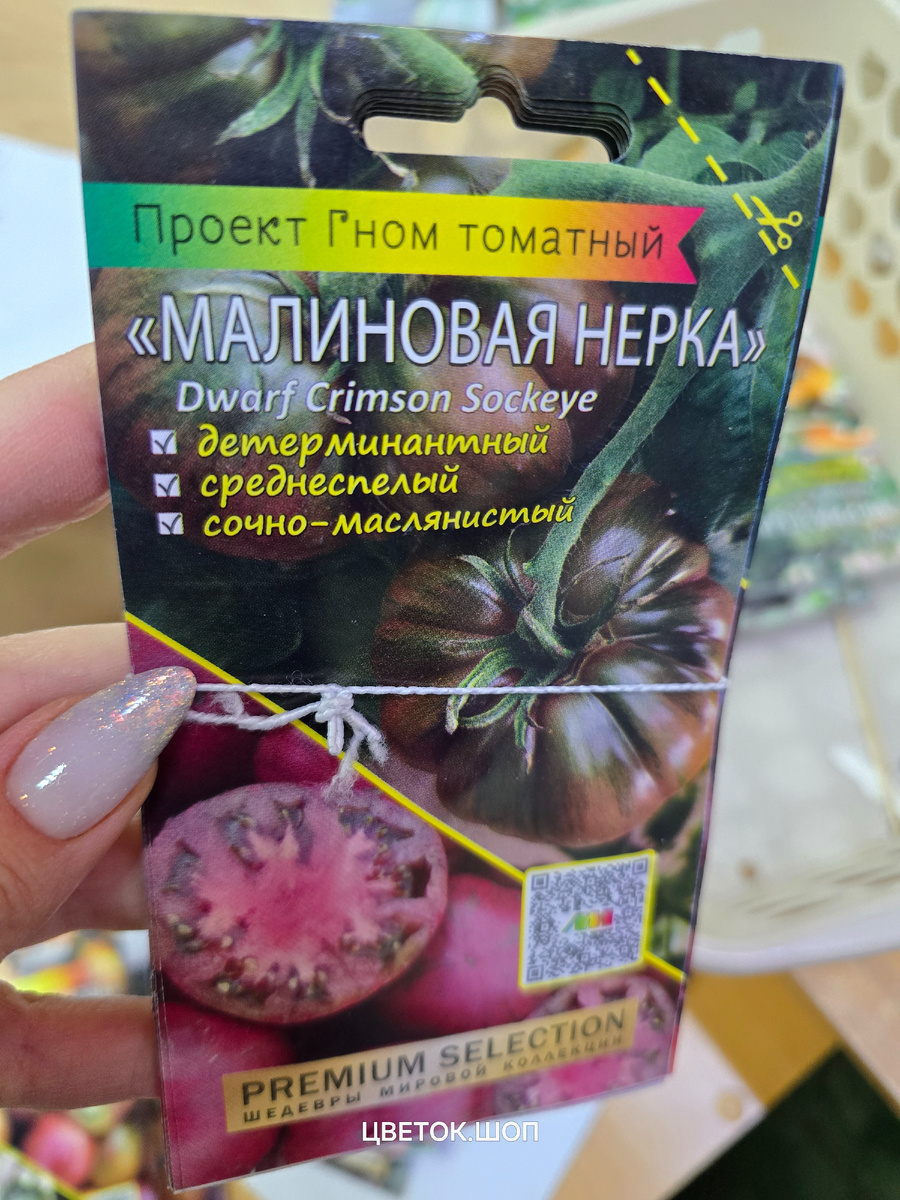 Проект Гном томатный
«МАЛИНОВАЯ НЕРКА»
Dwarf Crimson Sockeye
детерминантный
среднеспелый
сочно-маслянистый
PREMIUM SELECTION
ШЕДЕВРЫ МИРОВОЙ КОЛЛЕКЦИИ
ЦВЕТОК.ШОП